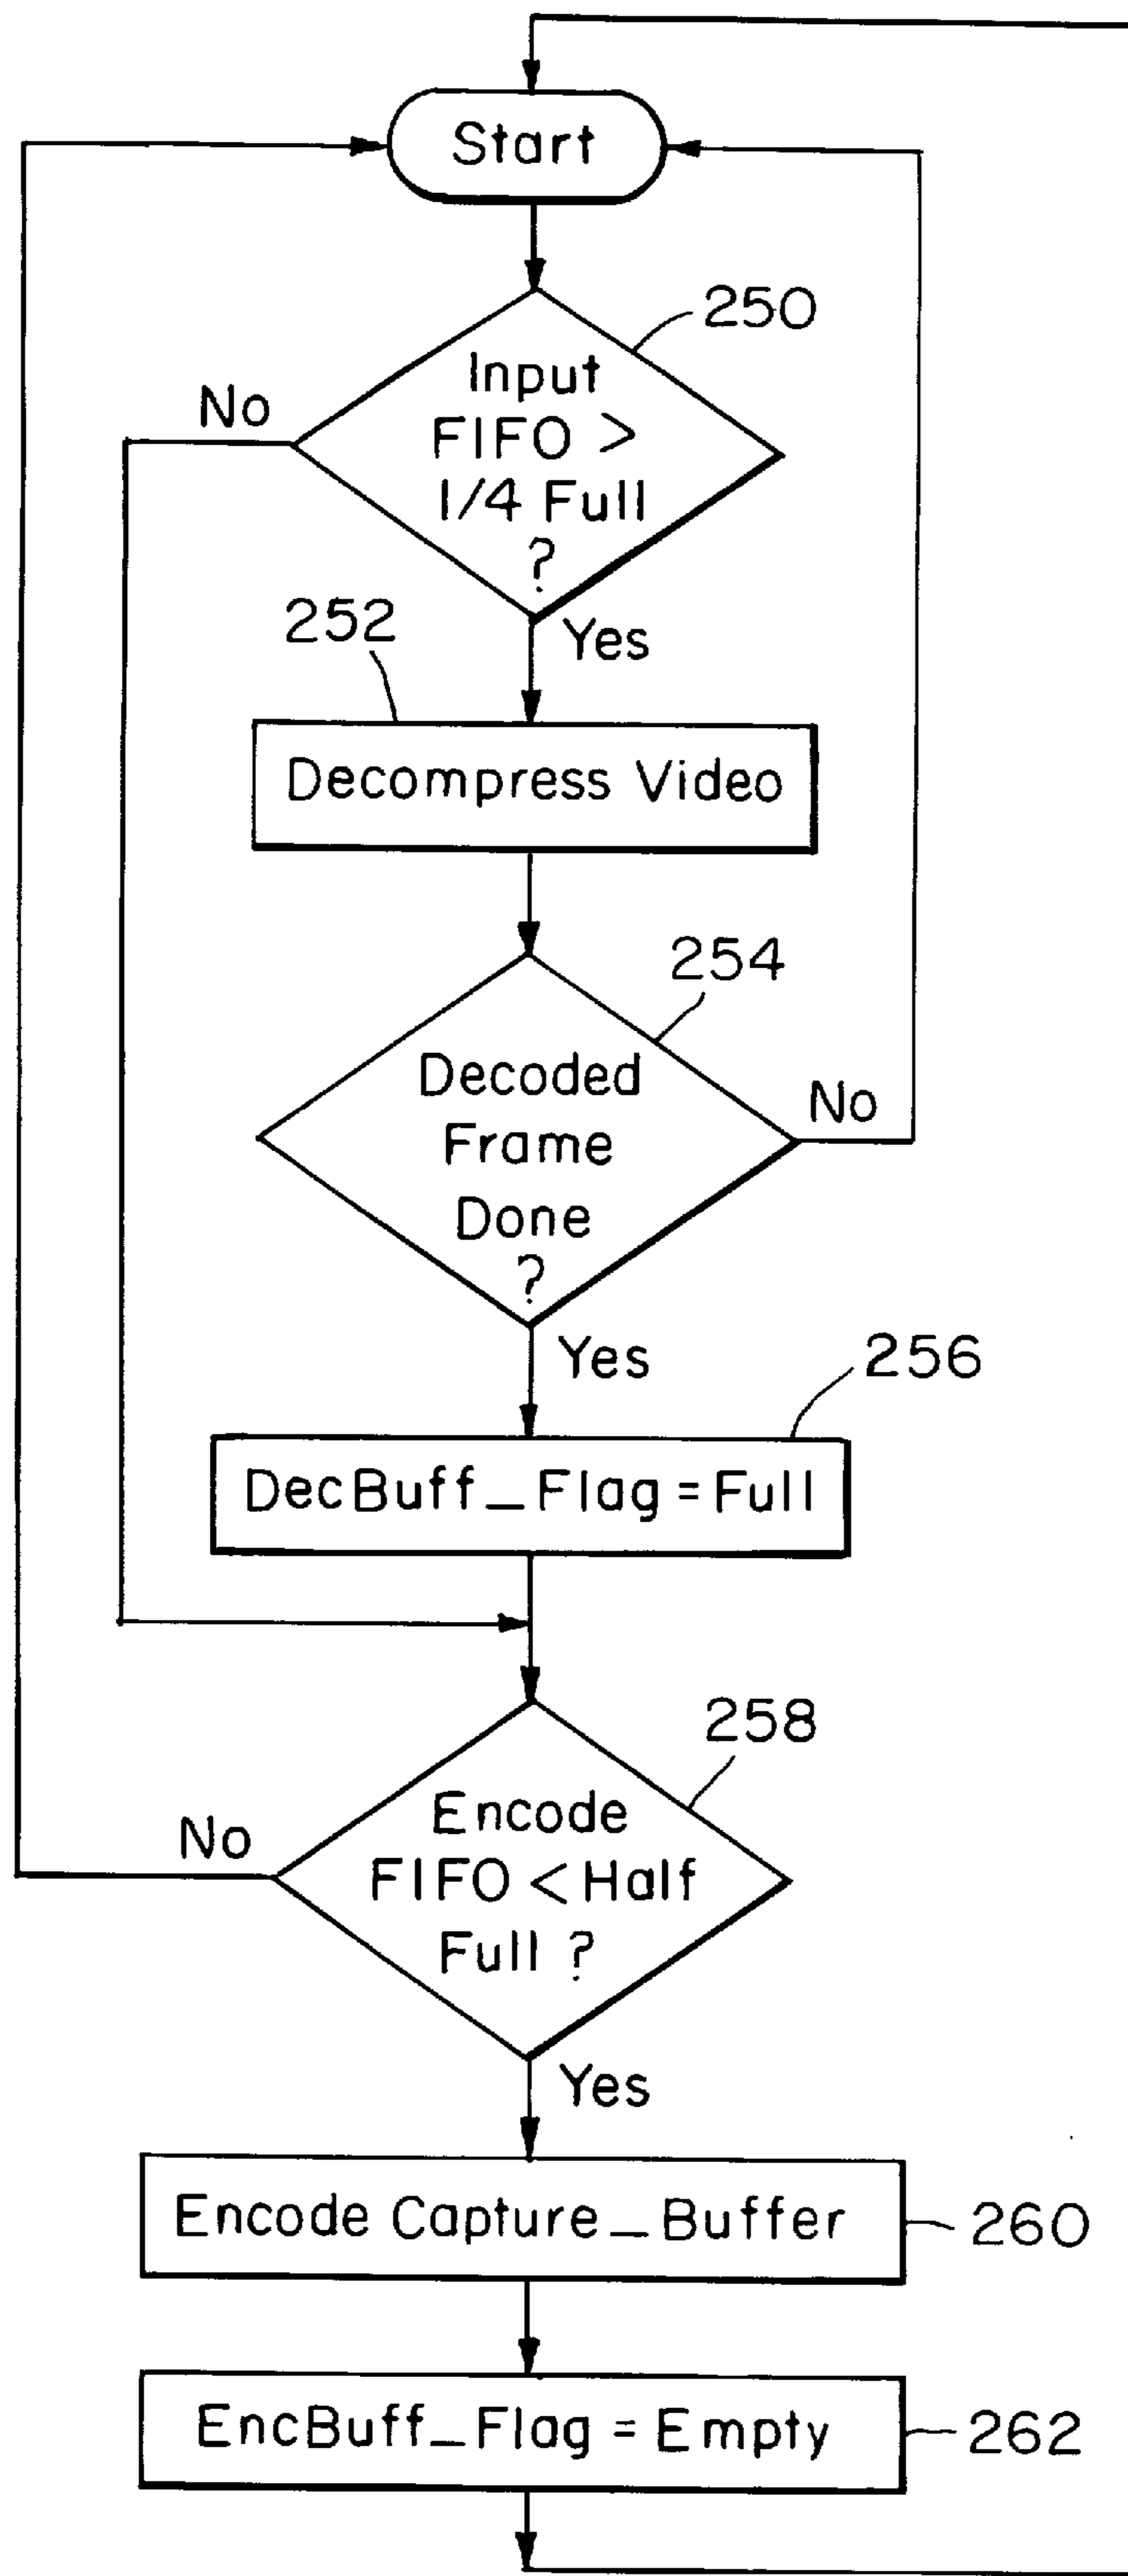 Start
250
Input
No
FIFO >
1/4 Full
?
252
Yes
Decompress Video
254
Decoded
No
Frame
Done
?
Yes
256
DecBuff_Flag = Full
258
Encode
No
FIFO < Half
Full ?
Yes
Encode Capture_Buffer
260
EncBuff_Flag = Empty
262